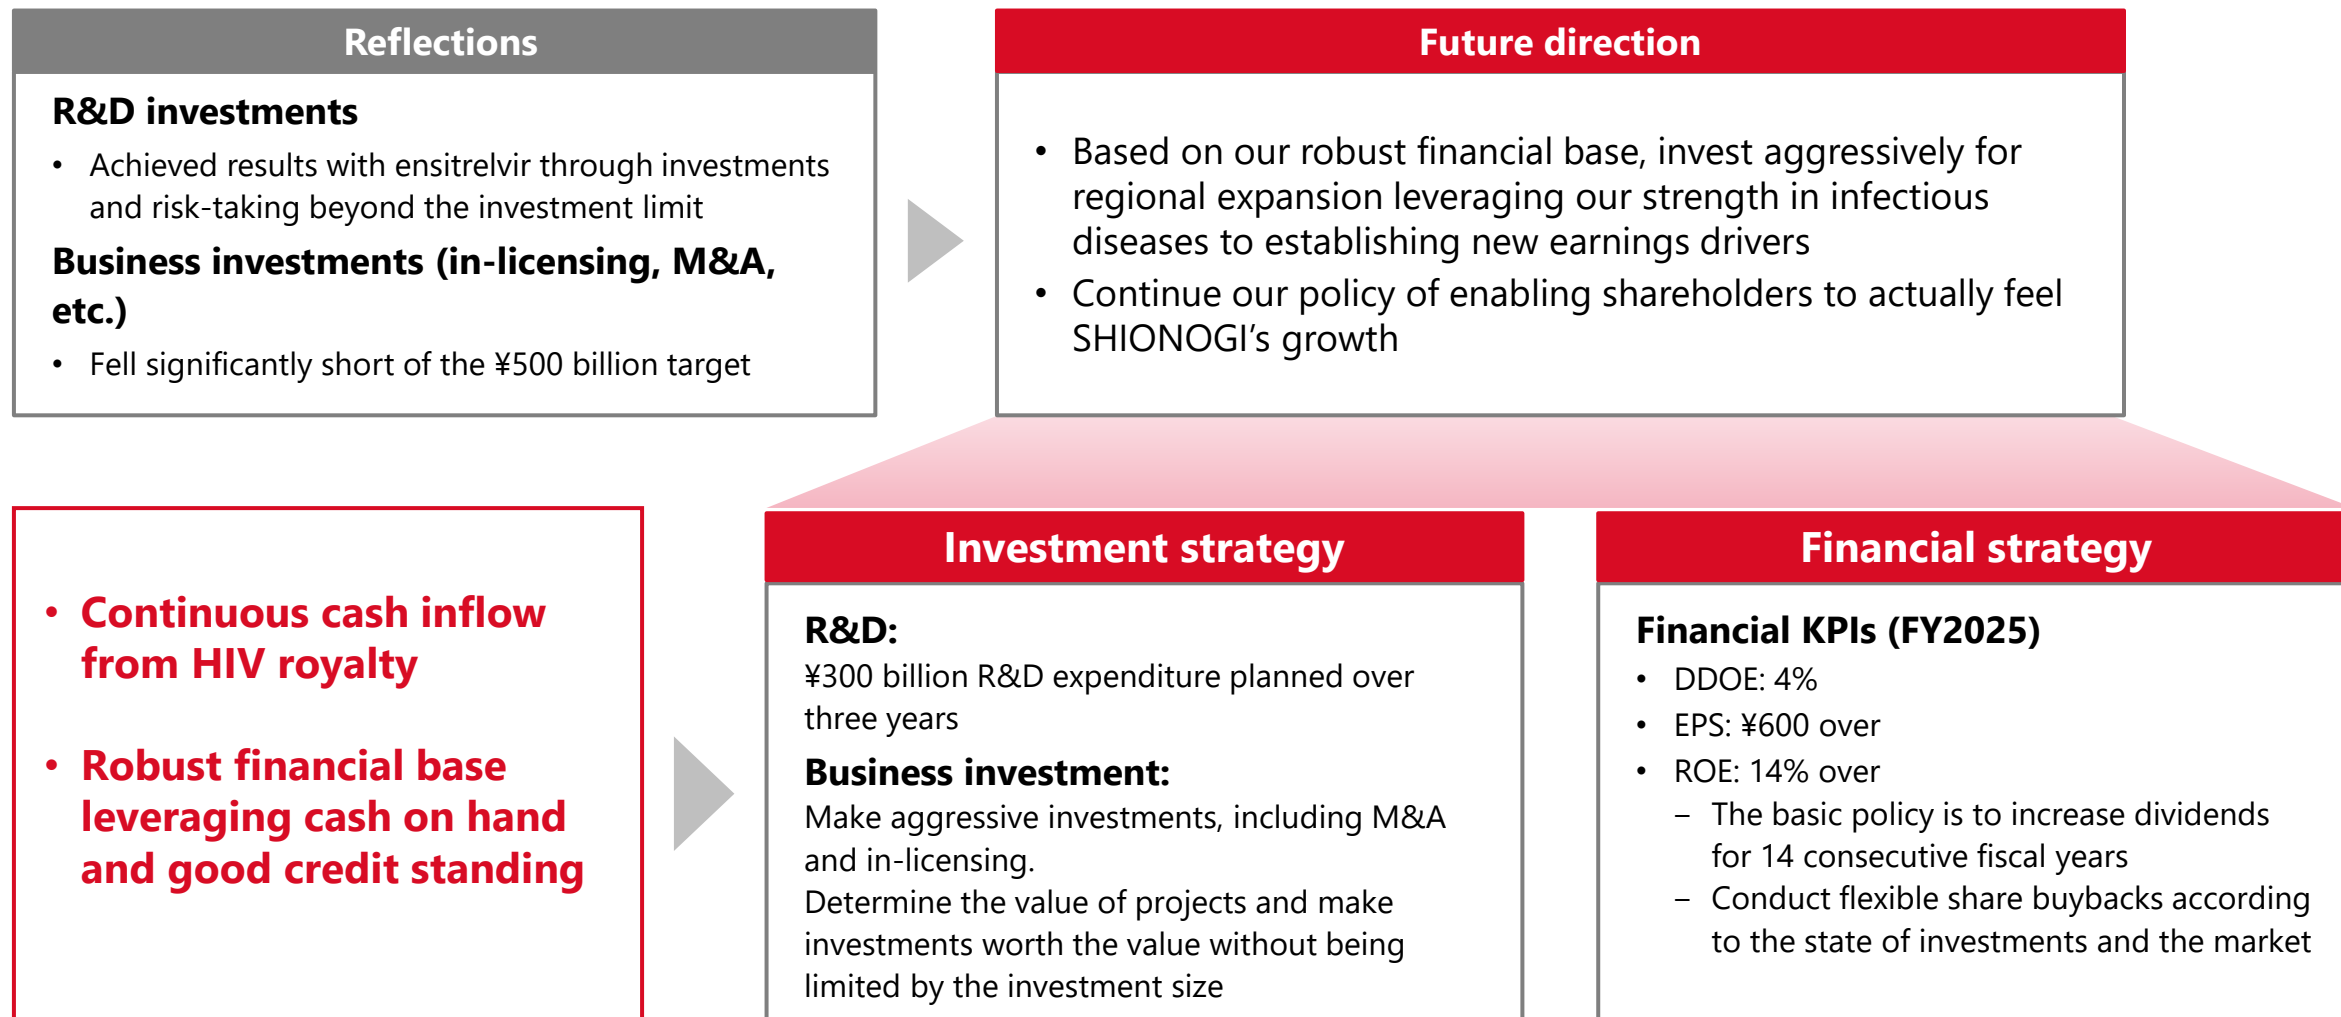 Reflections
R&D investments
• Achieved results with ensitrelvir through investments
and risk-taking beyond the investment limit
Business investments (in-licensing, M&A,
etc.)
• Fell significantly short of the ¥500 billion target
Future direction
• Based on our robust financial base, invest aggressively for
regional expansion leveraging our strength in infectious
diseases to establishing new earnings drivers
• Continue our policy of enabling shareholders to actually feel
SHIONOGI’s growth
• Continuous cash inflow
from HIV royalty
• Robust financial base
leveraging cash on hand
and good credit standing
Investment strategy
R&D:
¥300 billion R&D expenditure planned over
three years
Business investment:
Make aggressive investments, including M&A
and in-licensing.
Determine the value of projects and make
investments worth the value without being
limited by the investment size
Financial strategy
Financial KPIs (FY2025)
• DDOE: 4%
• EPS: ¥600 over
• ROE: 14% over
– The basic policy is to increase dividends
for 14 consecutive fiscal years
– Conduct flexible share buybacks according
to the state of investments and the market